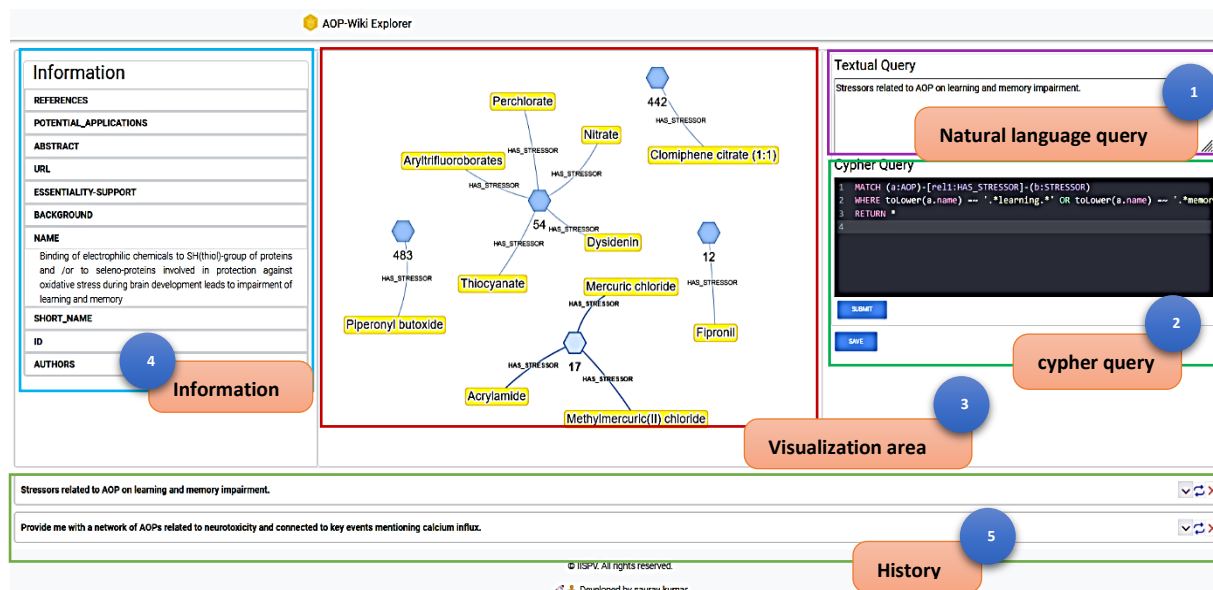 AOP-Wiki Explorer
Information
REFERENCES
POTENTIAL_APPLICATIONS
ABSTRACT
URL
ESSENTIALITY-SUPPORT
BACKGROUND
NAME
Binding of electrophilic chemicals to SH(thiol)-group of proteins
and /or to seleno-proteins involved in protection against
oxidative stress during brain development leads to impairment of
learning and memory
SHORT_NAME
ID
AUTHORS
4
Information
Perchlorate
442
HAS_STRESSOR
Clomiphene citrate (1:1)
HAS_STRESSOR
Nitrate
Aryltrifluoroborates
HAS_STRESSOR
HAS_STRESSOR
54
HAS_STRESSOR
Dysidenin
HAS_STRESSOR
Thiocyanate
483
HAS_STRESSOR
Piperonyl butoxide
12
HAS_STRESSOR
Fipronil
Mercuric chloride
HAS_STRESSOR
17
HAS_STRESSOR
HAS_STRESSOR
Acrylamide
Methylmercuric(II) chloride
3
Visualization area
Textual Query
Stressors related to AOP on learning and memory impairment.
1
Natural language query
Cypher Query
1 MATCH (a:AOP)-[rel1:HAS_STRESSOR]-(b:STRESSOR)
2 WHERE toLower(a.name) =~ '.*learning.*' OR toLower(a.name) =~ '.*memor
3 RETURN *
4
SUBMIT
SAVE
2
cypher query
Stressors related to AOP on learning and memory impairment.
Provide me with a network of AOPs related to neurotoxicity and connected to key events mentioning calcium influx.
5
History
© IISPV. All rights reserved.
Developed by saurav kumar